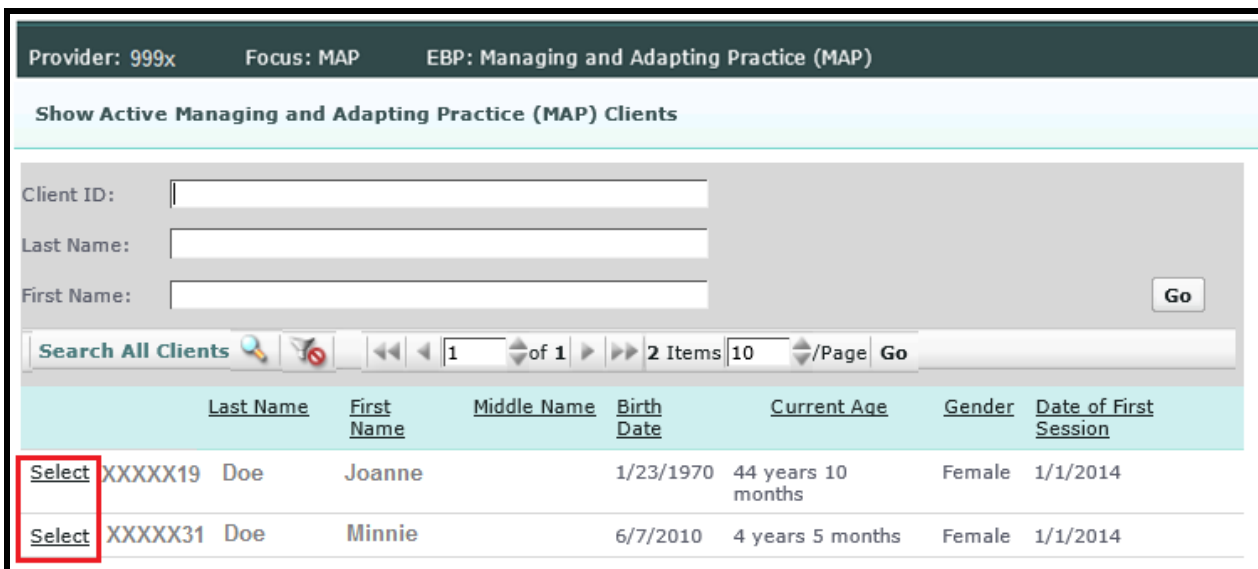 Provider: 999x Focus: MAP EBP: Managing and Adapting Practice (MAP)
Show Active Managing and Adapting Practice (MAP) Clients
Client ID:
Last Name:
First Name: Go
Search All Clients 1 of 1 2 Items 10 /Page Go
Last Name First Middle Name Birth Current Age Gender Date of First
Name Date Session
Select XXXXX19 Doe Joanne 1/23/1970 44 years 10 Female 1/1/2014
months
Select XXXXX31 Doe Minnie 6/7/2010 4 years 5 months Female 1/1/2014